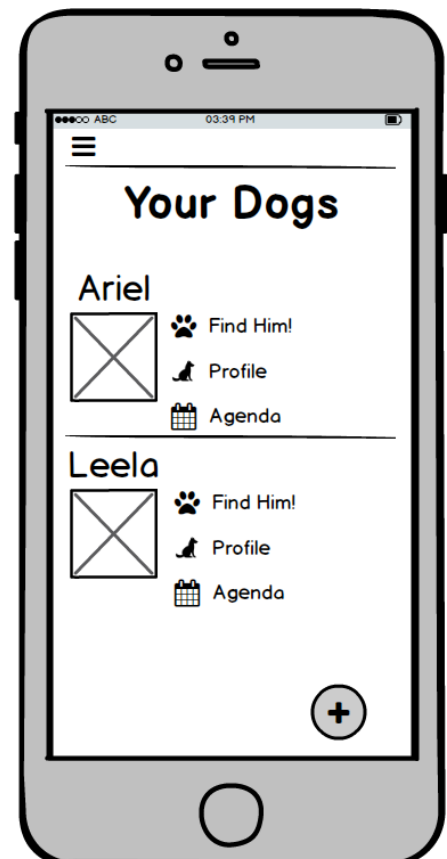 ABC 03:39 PM
Your Dogs
Ariel
Find Him!
Profile
Agenda
Leela
Find Him!
Profile
Agenda